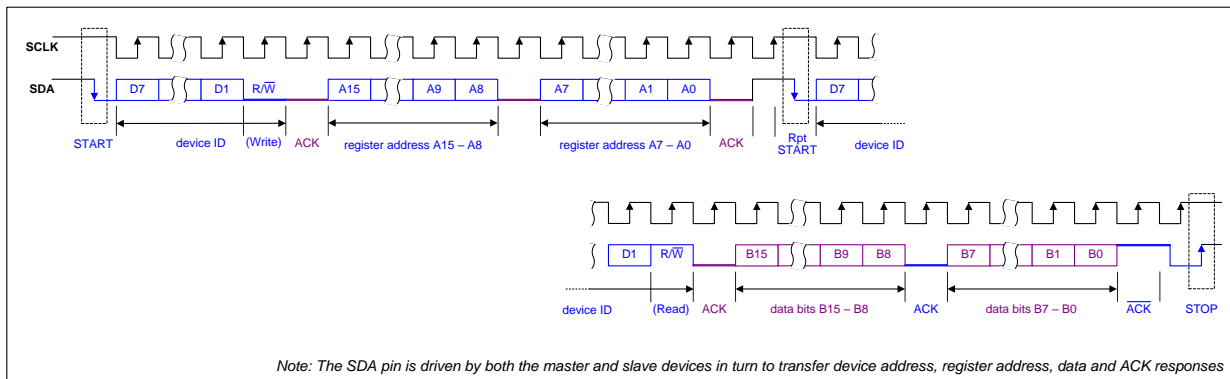 SCLK
SDA D7 D1 R/W̅ A15 A9 A8 A7 A1 A0 D7
START device ID (Write) ACK register address A15 – A8 register address A7 – A0 ACK Rpt START device ID
D1 R/W̅ B15 B9 B8 B7 B1 B0
device ID (Read) ACK data bits B15 – B8 ACK data bits B7 – B0 A̅C̅K̅ STOP
Note: The SDA pin is driven by both the master and slave devices in turn to transfer device address, register address, data and ACK responses